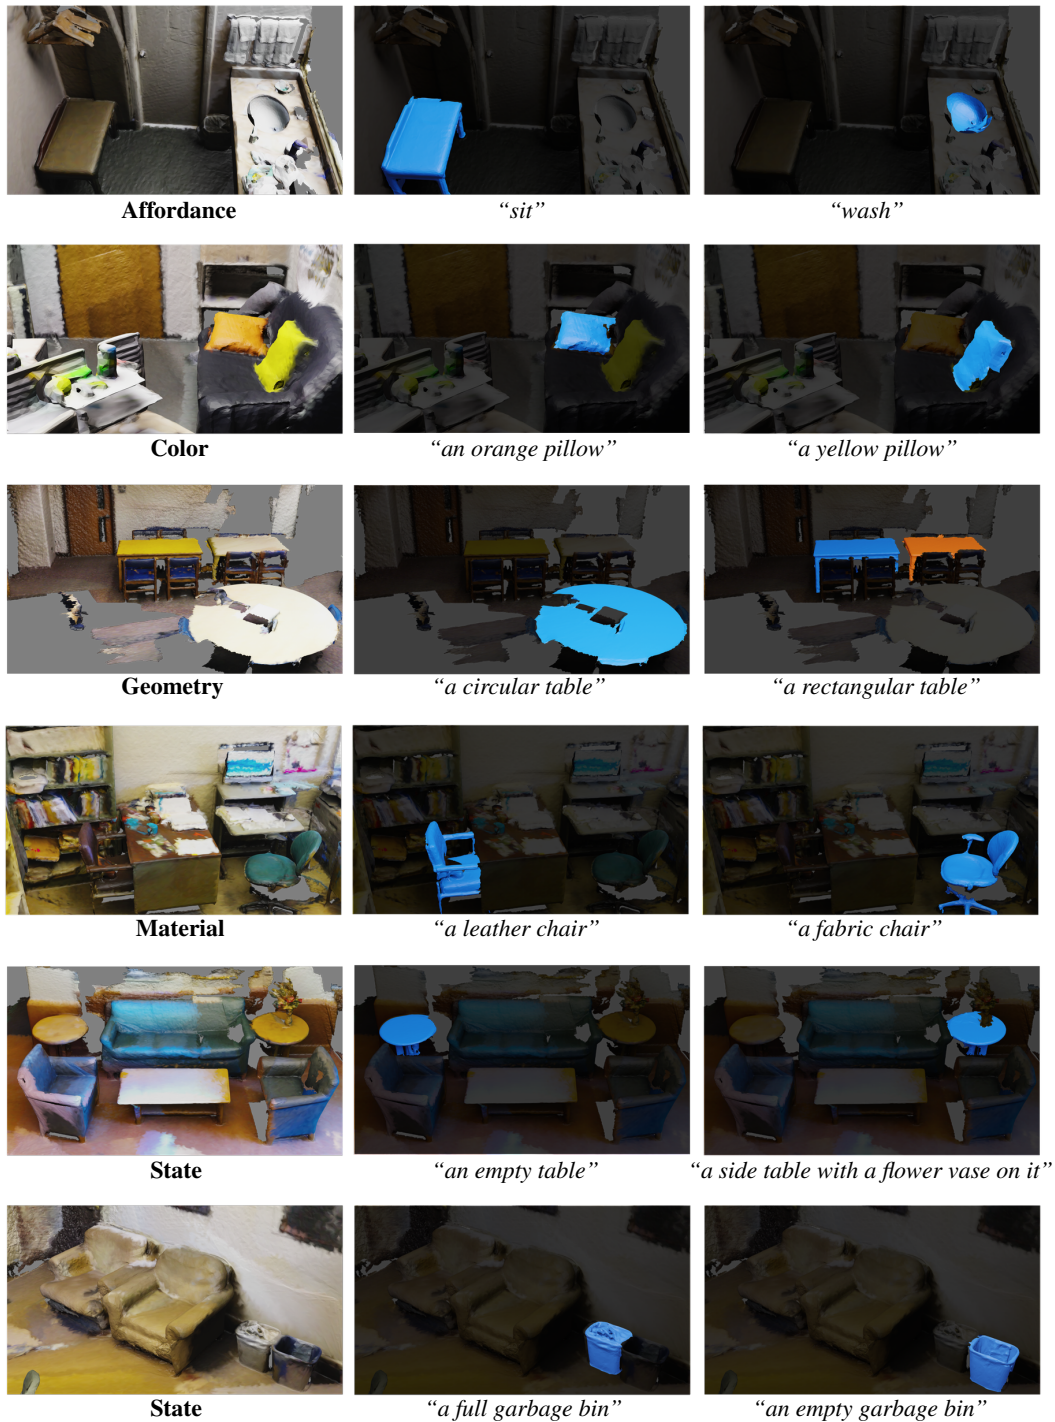 Affordance
“sit”
“wash”
Color
“an orange pillow”
“a yellow pillow”
Geometry
“a circular table”
“a rectangular table”
Material
“a leather chair”
“a fabric chair”
State
“an empty table”
“a side table with a flower vase on it”
State
“a full garbage bin”
“an empty garbage bin”